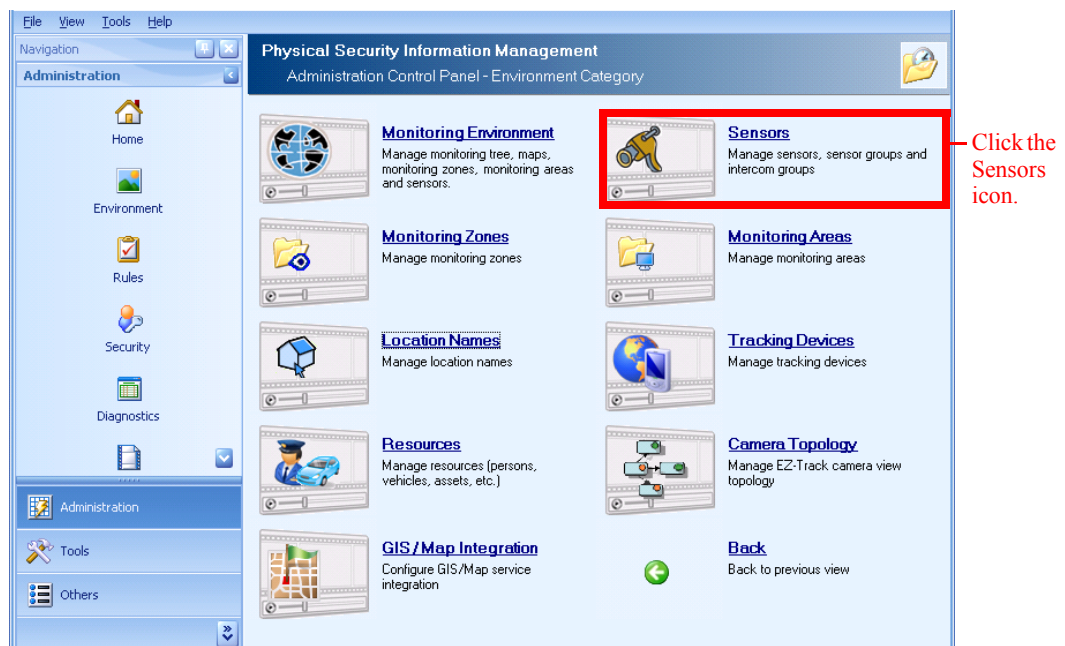 File View Tools Help
Navigation
Administration
Home
Environment
Rules
Security
Diagnostics
Administration
Tools
Others
Physical Security Information Management
Administration Control Panel - Environment Category
Monitoring Environment
Manage monitoring tree, maps,
monitoring zones, monitoring areas
and sensors.
Sensors
Manage sensors, sensor groups and
intercom groups
Monitoring Zones
Manage monitoring zones
Monitoring Areas
Manage monitoring areas
Location Names
Manage location names
Tracking Devices
Manage tracking devices
Resources
Manage resources (persons,
vehicles, assets, etc.)
Camera Topology
Manage EZ-Track camera view
topology
GIS / Map Integration
Configure GIS/Map service
integration
Back
Back to previous view
Click the
Sensors
icon.